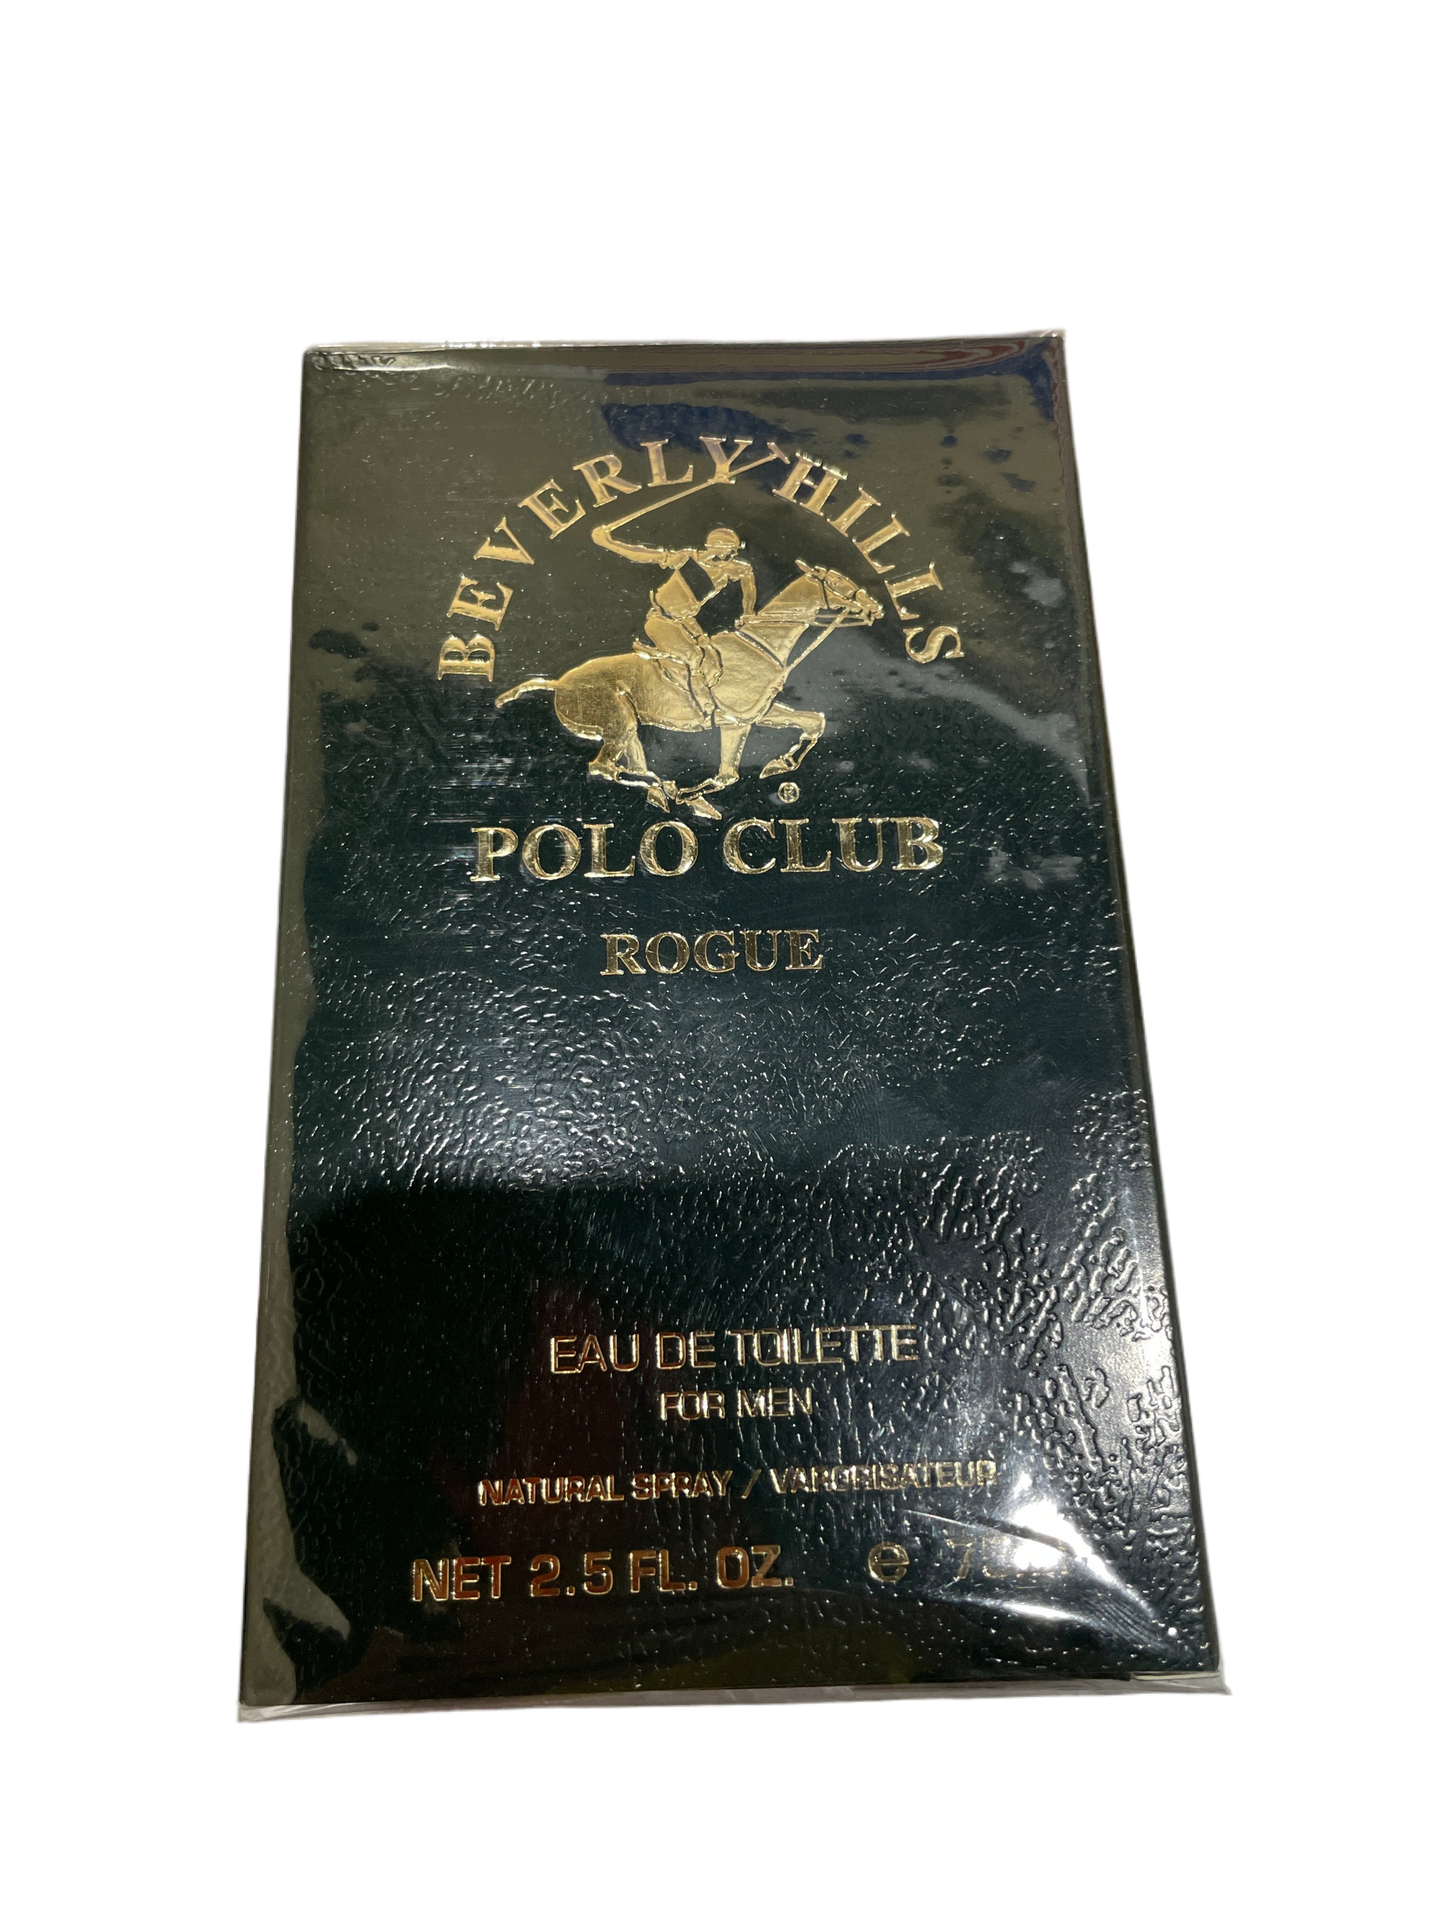 BEVERLY HILLS
®
POLO CLUB
ROGUE
EAU DE TOILETTE
FOR MEN
NATURAL SPRAY / VAPORISATEUR
NET 2.5 FL. OZ. e